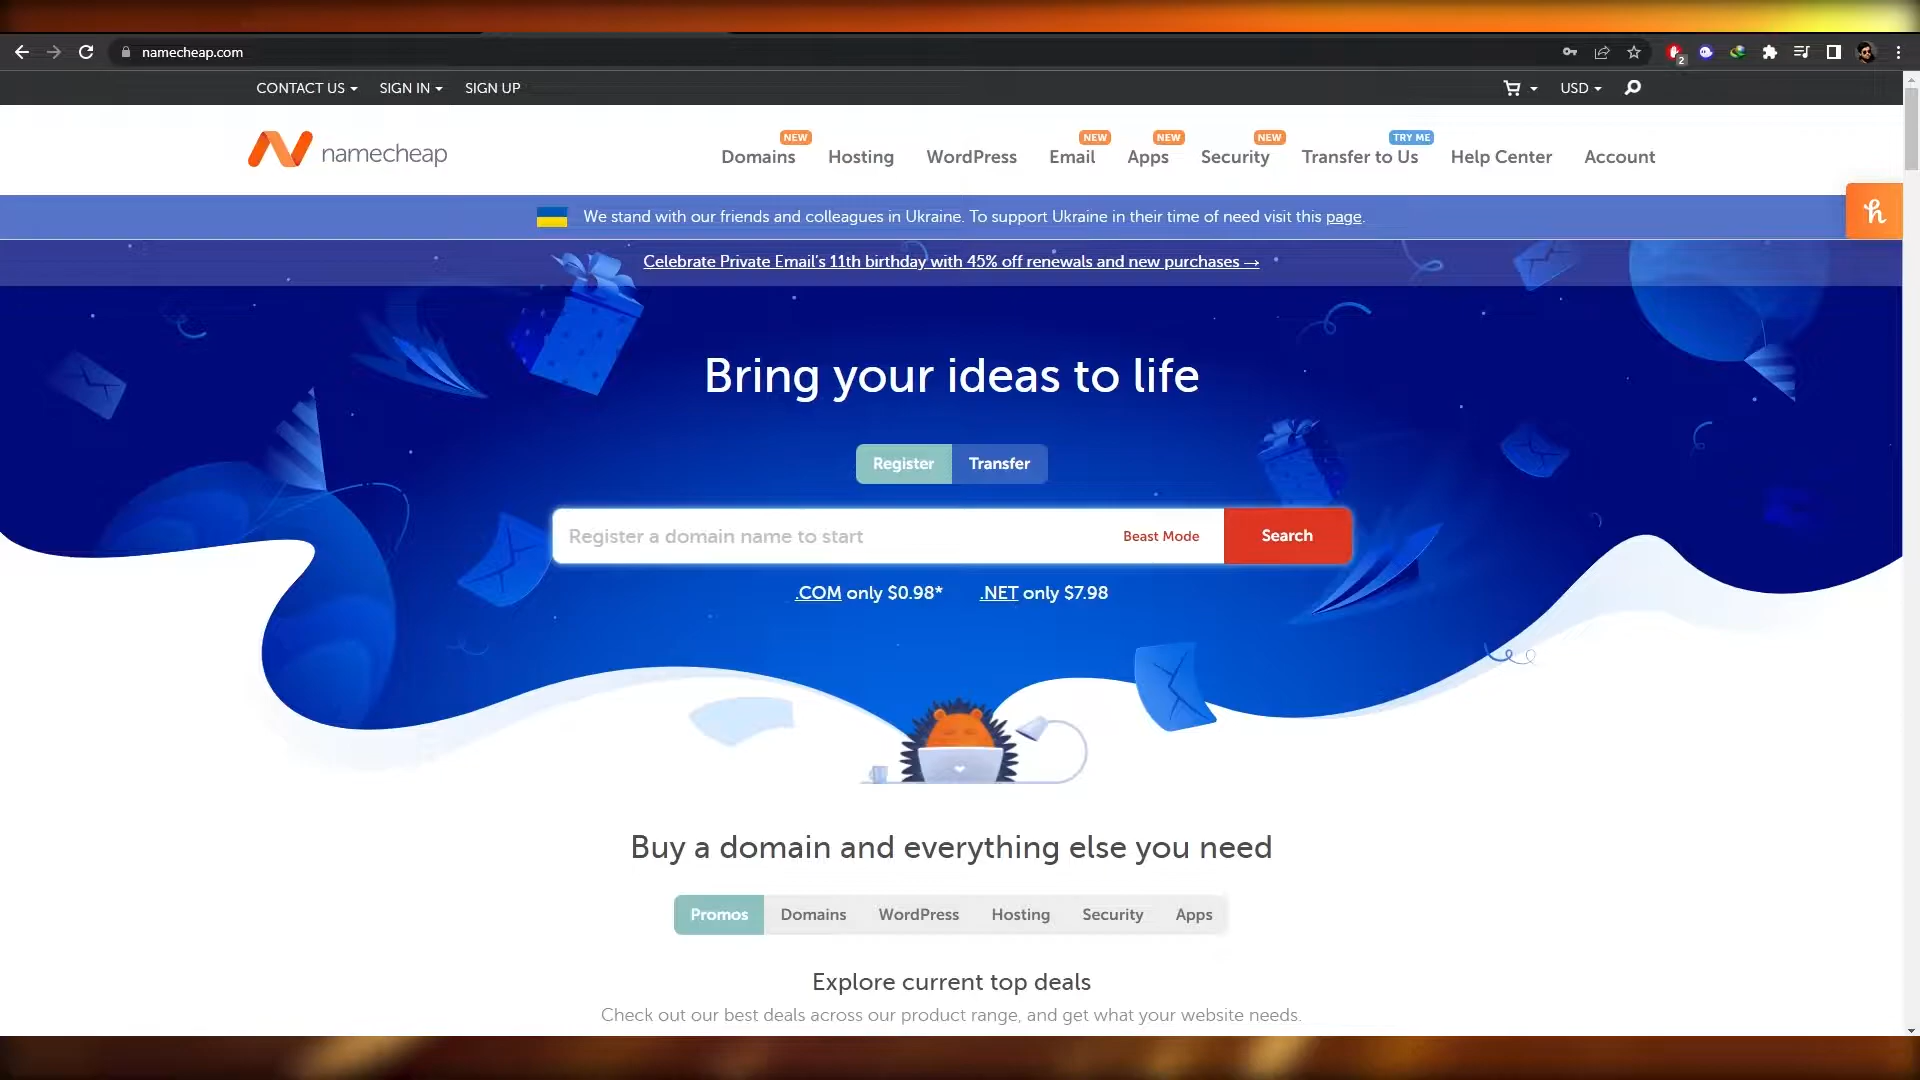 namecheap.com
2
CONTACT US SIGN IN SIGN UP USD
namecheap
NEW NEW NEW NEW TRY ME
Domains Hosting WordPress Email Apps Security Transfer to Us Help Center Account
We stand with our friends and colleagues in Ukraine. To support Ukraine in their time of need visit this page.
Celebrate Private Email's 11th birthday with 45% off renewals and new purchases →
Bring your ideas to life
Register Transfer
Register a domain name to start Beast Mode Search
.COM only $0.98* .NET only $7.98
Buy a domain and everything else you need
Promos Domains WordPress Hosting Security Apps
Explore current top deals
Check out our best deals across our product range, and get what your website needs.